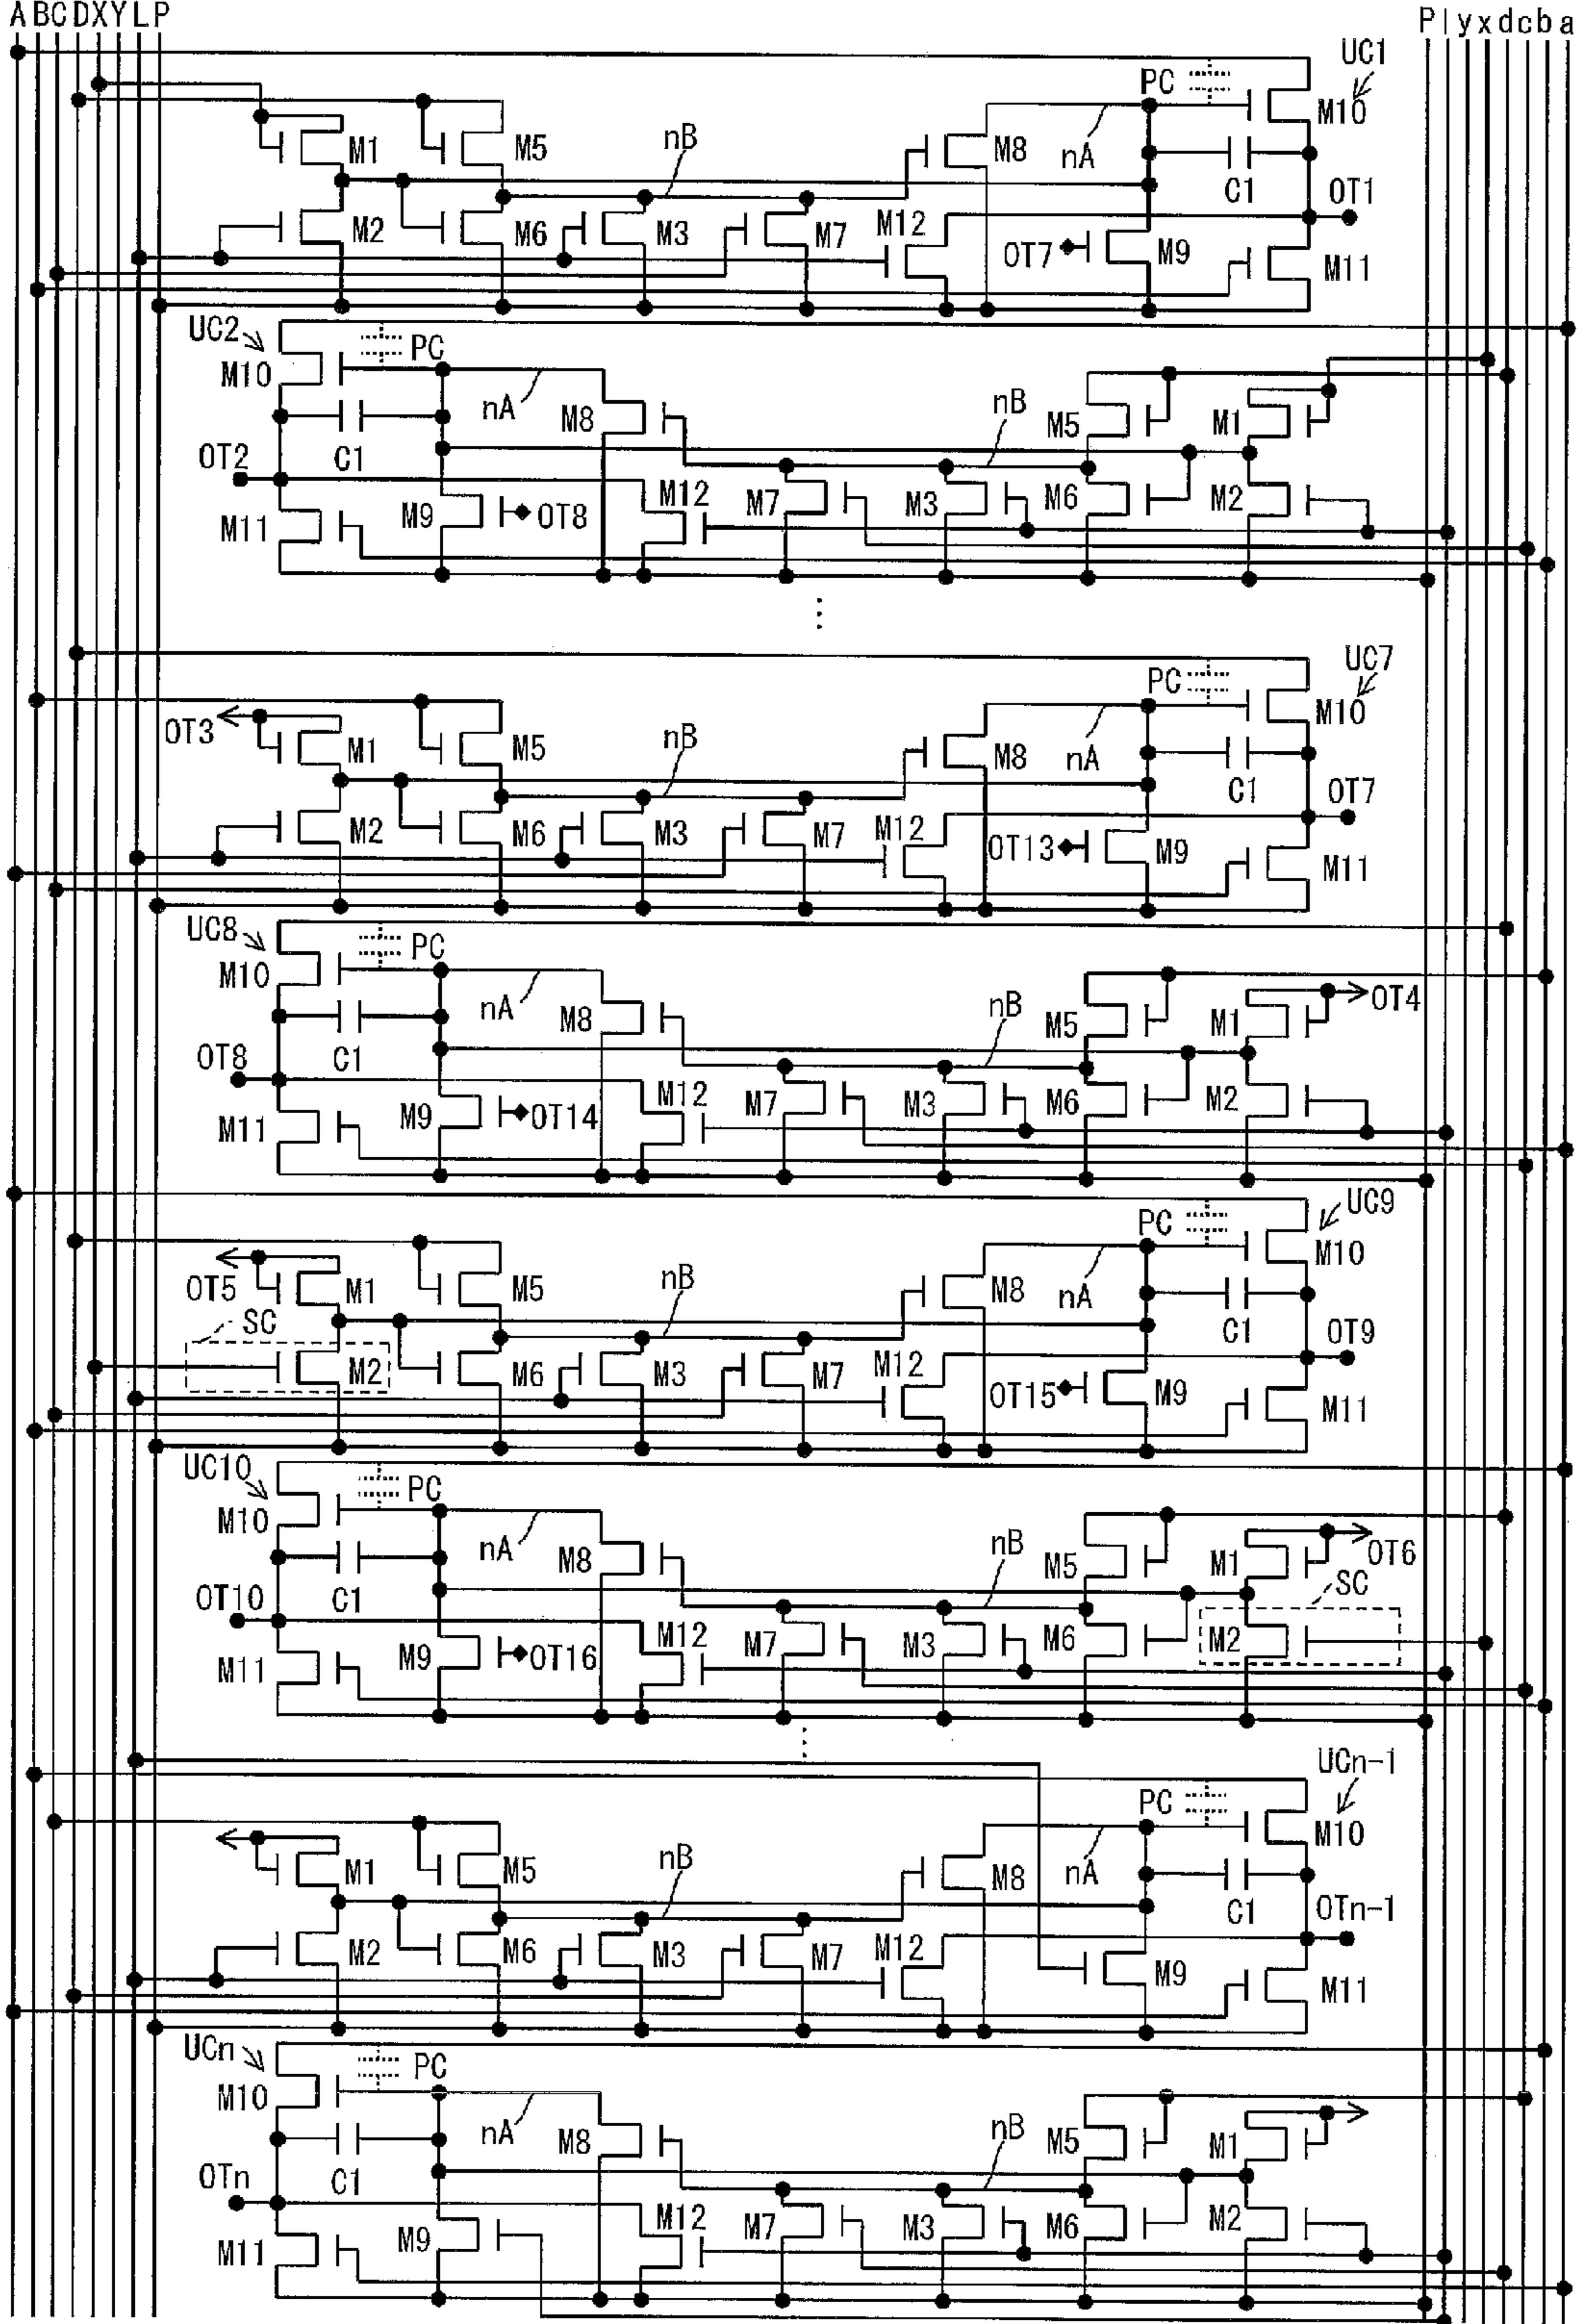 A B C D X Y L P
P l y x d c b a
UC1
PC
M10
M1
M5
nB
M8
nA
C1
OT1
M2
M6
M3
M7
M12
OT7
M9
M11
UC2
PC
M10
nA
M8
nB
M5
M1
OT2
C1
M12
M7
M3
M6
M2
M11
M9
OT8
UC7
PC
M10
OT3
M1
M5
nB
M8
nA
C1
OT7
M2
M6
M3
M7
M12
OT13
M9
M11
UC8
PC
M10
nA
M8
nB
M5
M1
OT4
OT8
C1
M12
M7
M3
M6
M2
M11
M9
OT14
UC9
PC
M10
OT5
M1
M5
nB
M8
nA
SC
C1
OT9
M2
M6
M3
M7
M12
OT15
M9
M11
UC10
PC
M10
nA
M8
nB
M5
M1
OT6
SC
OT10
C1
M12
M7
M3
M6
M2
M11
M9
OT16
UCn-1
PC
M10
M1
M5
nB
M8
nA
C1
OTn-1
M2
M6
M3
M7
M12
M9
M11
UCn
PC
M10
nA
M8
nB
M5
M1
OTn
C1
M12
M7
M3
M6
M2
M11
M9